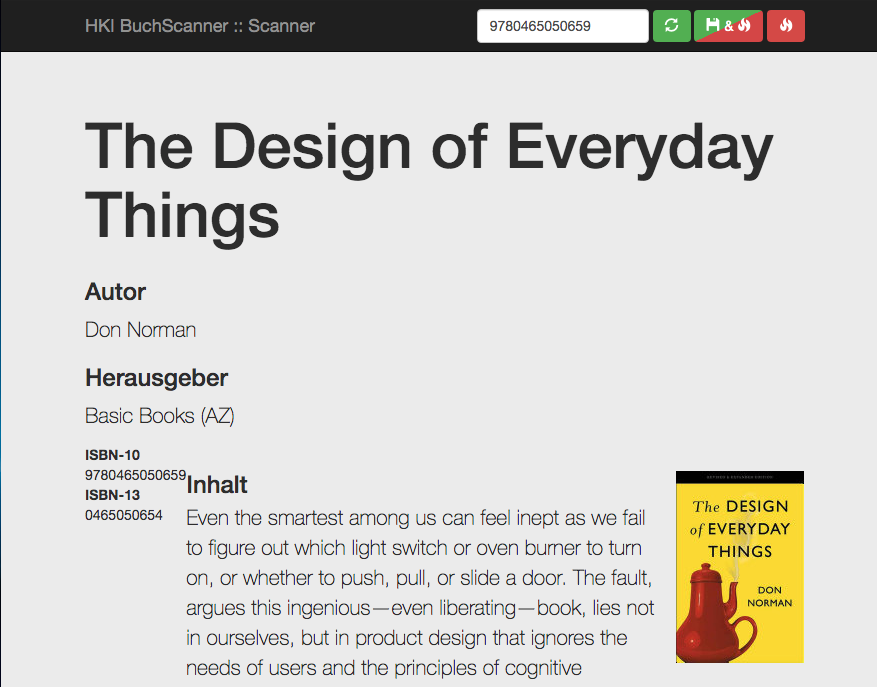 HKI BuchScanner :: Scanner
9780465050659
&
The Design of Everyday
Things
Autor
Don Norman
Herausgeber
Basic Books (AZ)
ISBN-10
9780465050659
ISBN-13
0465050654
Inhalt
Even the smartest among us can feel inept as we fail
to figure out which light switch or oven burner to turn
on, or whether to push, pull, or slide a door. The fault,
argues this ingenious—even liberating—book, lies not
in ourselves, but in product design that ignores the
needs of users and the principles of cognitive
REVISED & EXPANDED EDITION
The DESIGN
of EVERYDAY
THINGS
DON
NORMAN